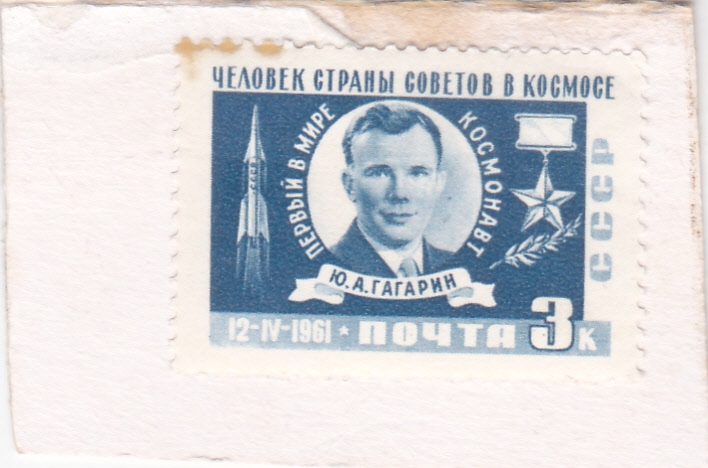 ЧЕЛОВЕК СТРАНЫ СОВЕТОВ В КОСМОСЕ
ПЕРВЫЙ В МИРЕ
КОСМОНАВТ
СССР
Ю.А.ГАГАРИН
12-IV-1961 * ПОЧТА 3К